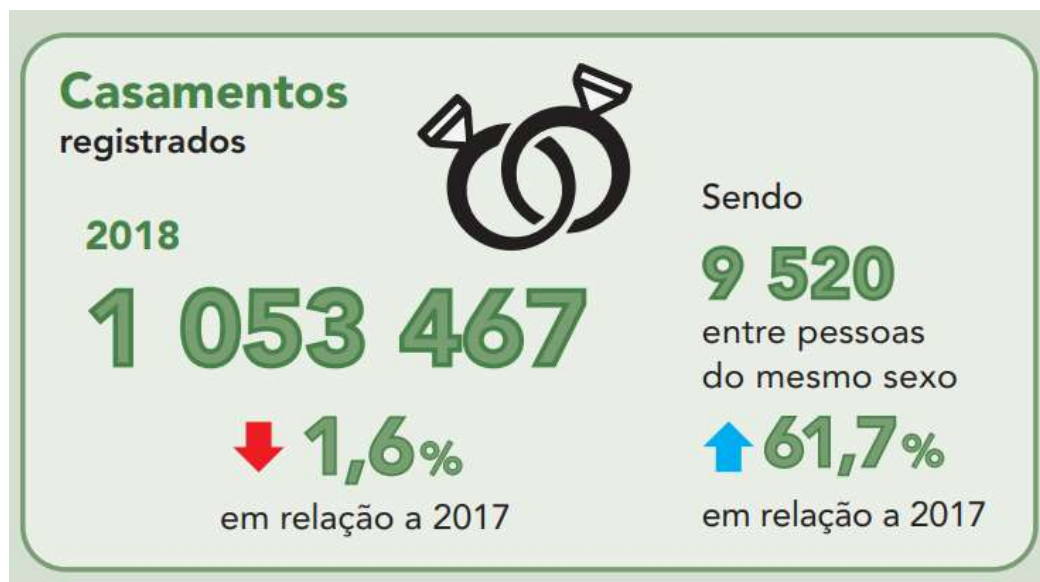 Casamentos
registrados
2018
1 053 467
1,6%
em relação a 2017
Sendo
9 520
entre pessoas
do mesmo sexo
61,7%
em relação a 2017